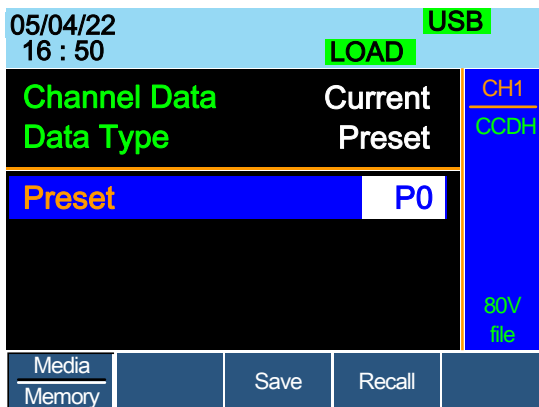 05/04/22 USB
16 : 50 LOAD
Channel Data Current
Data Type Preset
Preset P0
CH1
CCDH
80V
file
Media
Memory
Save
Recall